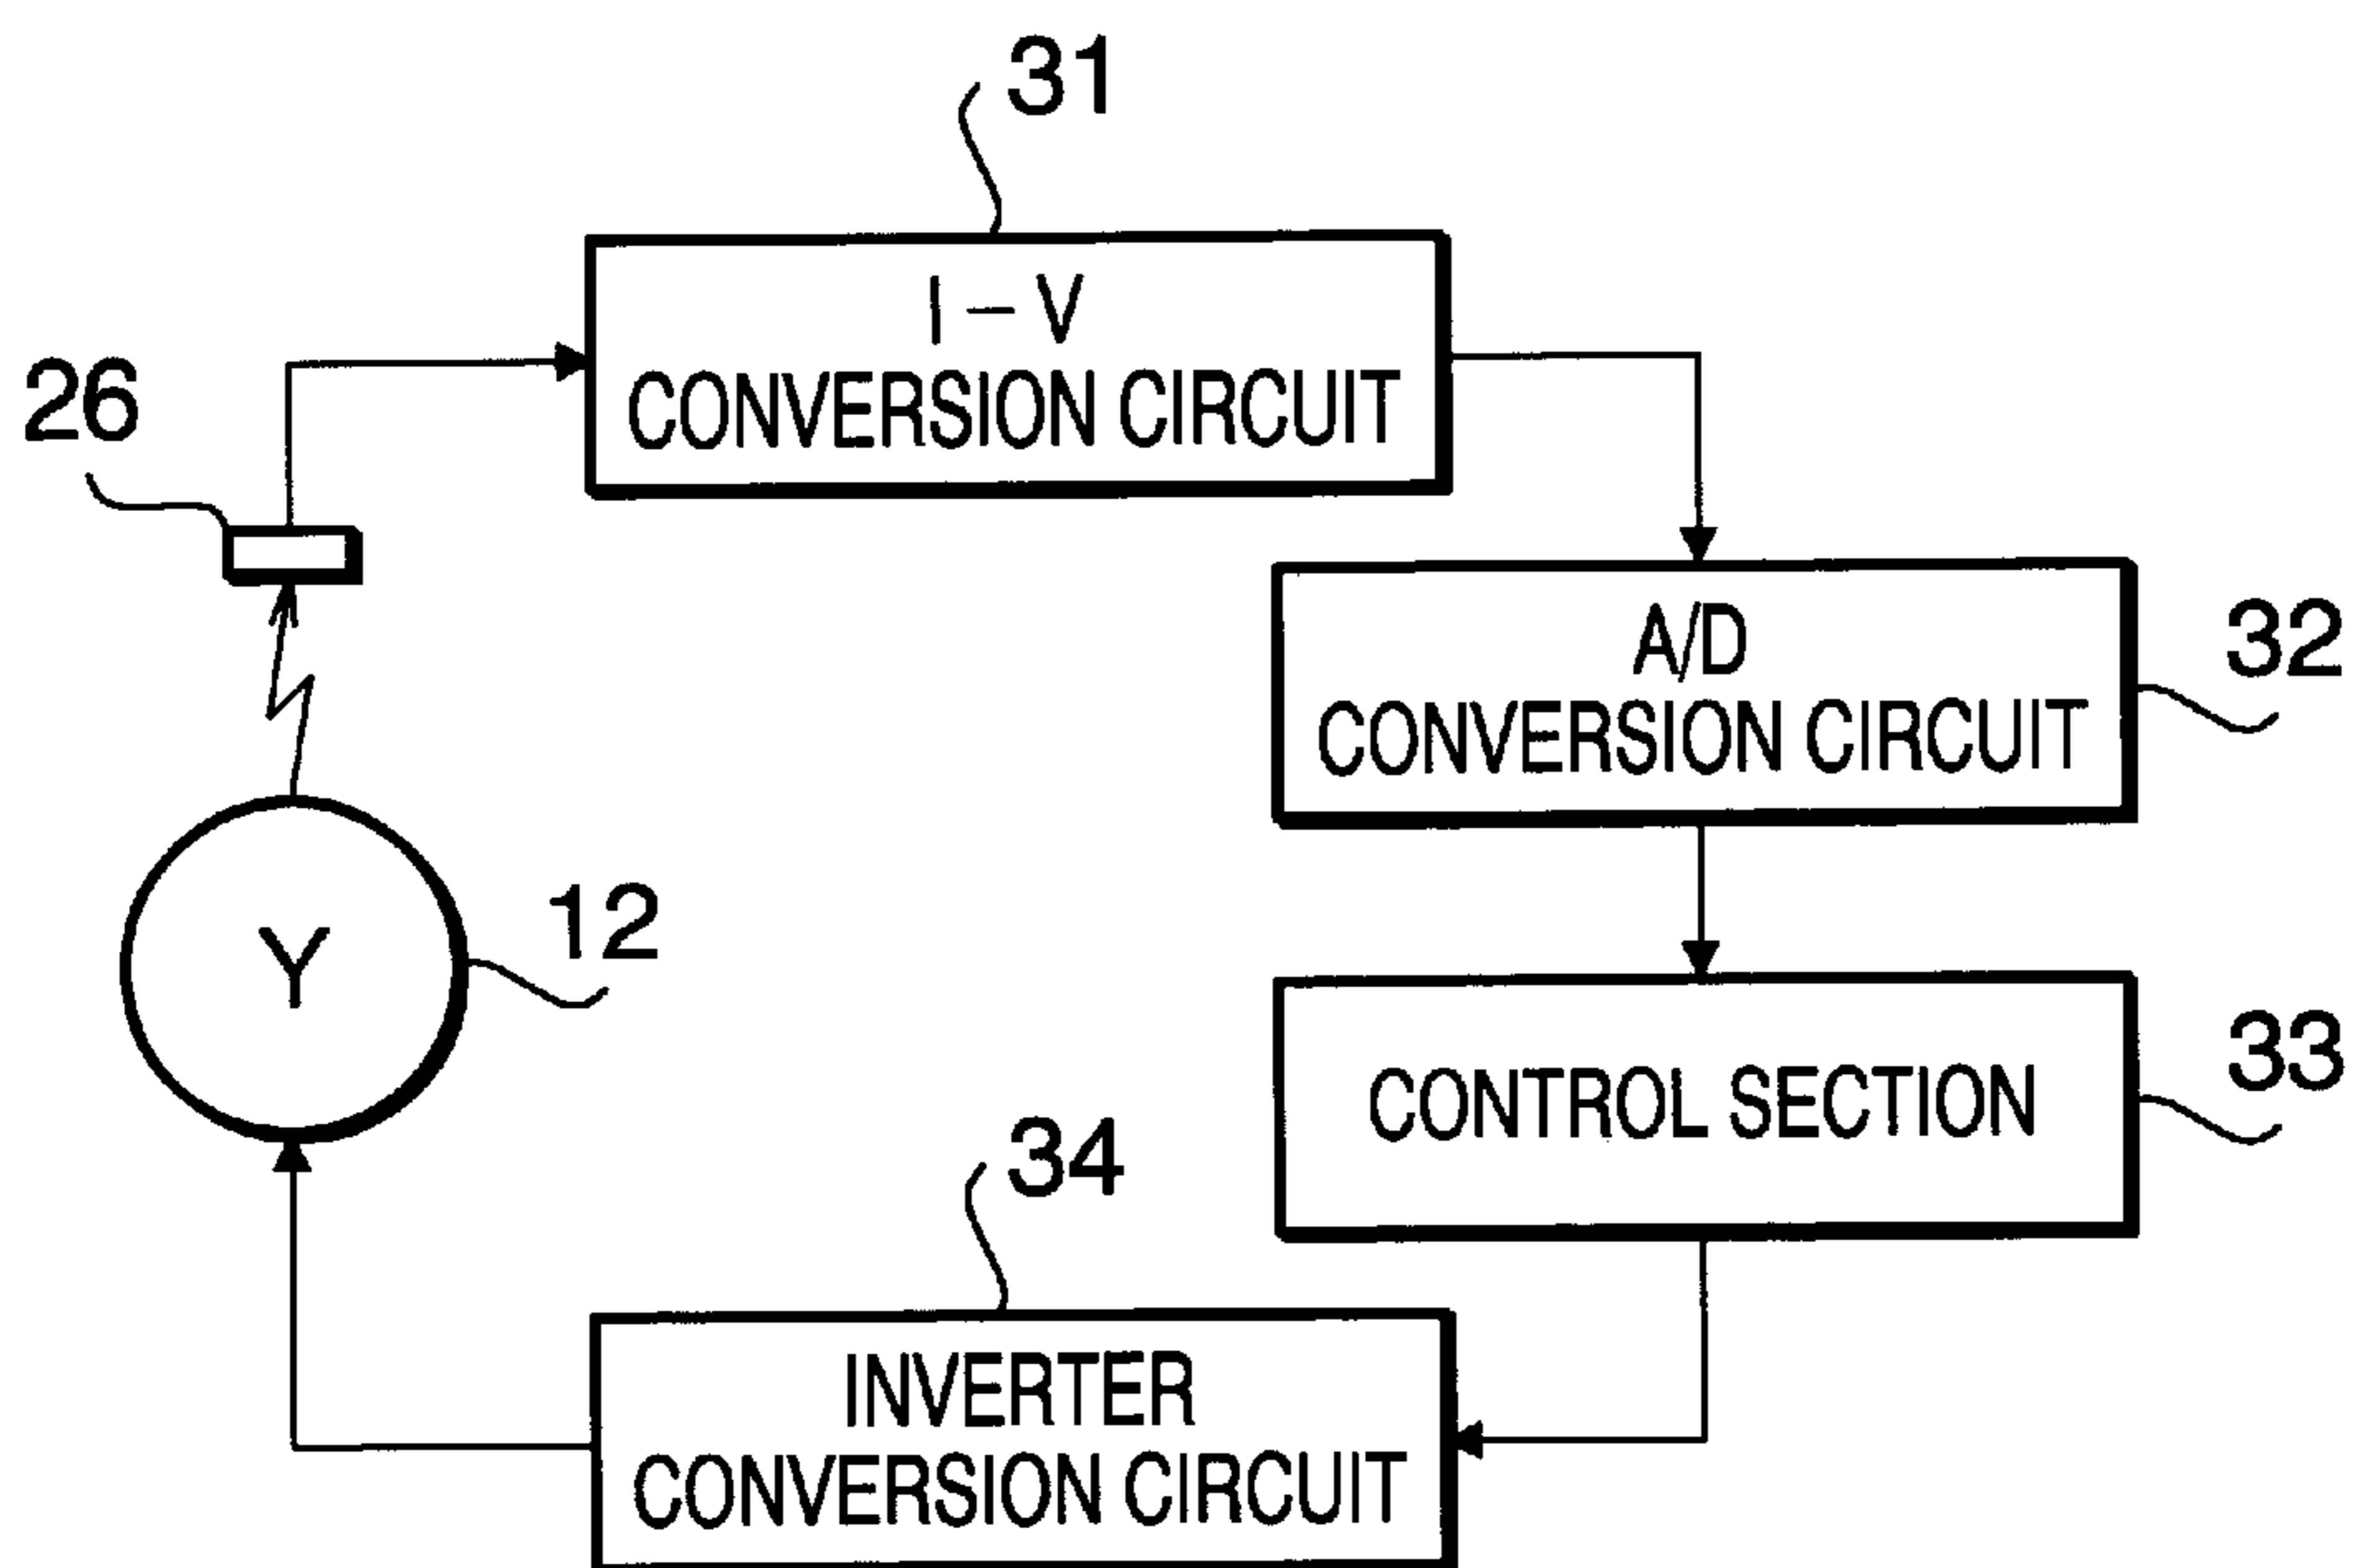 31
I – V
CONVERSION CIRCUIT
26
A/D
CONVERSION CIRCUIT
32
Y
12
CONTROL SECTION
33
34
INVERTER
CONVERSION CIRCUIT